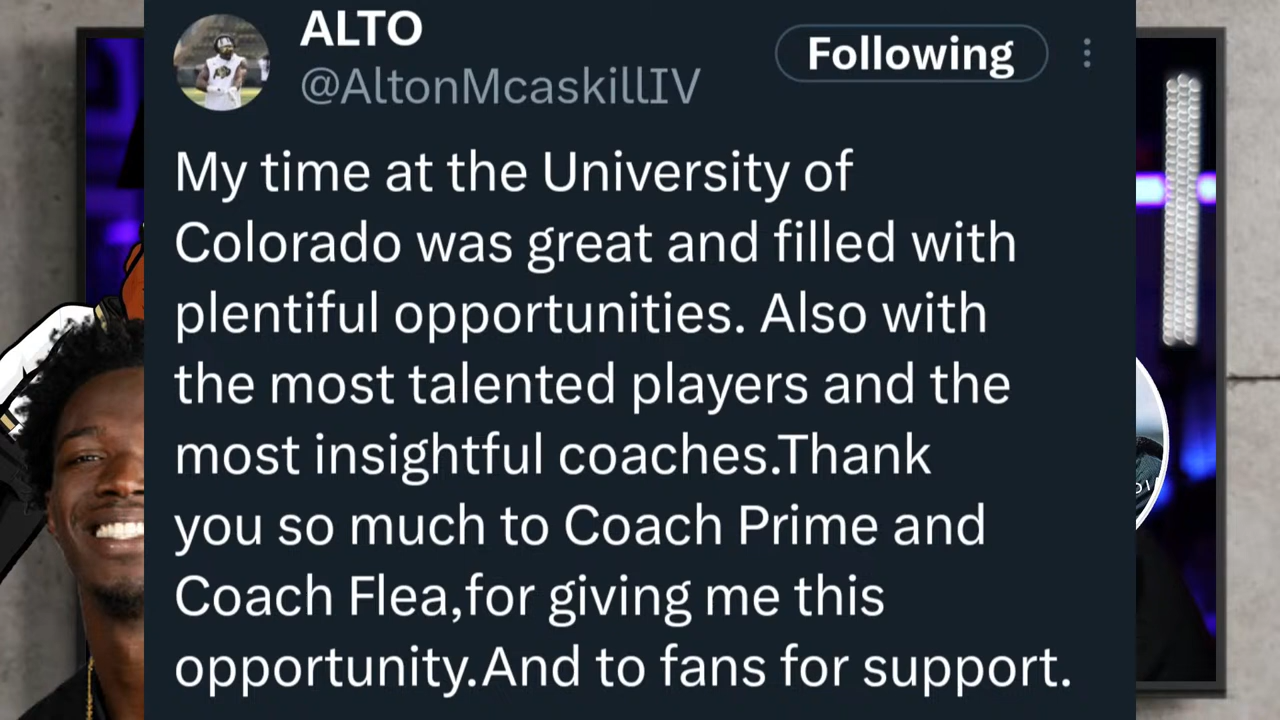 ALTO
Following
@AltonMcaskillIV
My time at the University of
Colorado was great and filled with
plentiful opportunities. Also with
the most talented players and the
most insightful coaches.Thank
you so much to Coach Prime and
Coach Flea,for giving me this
opportunity.And to fans for support.